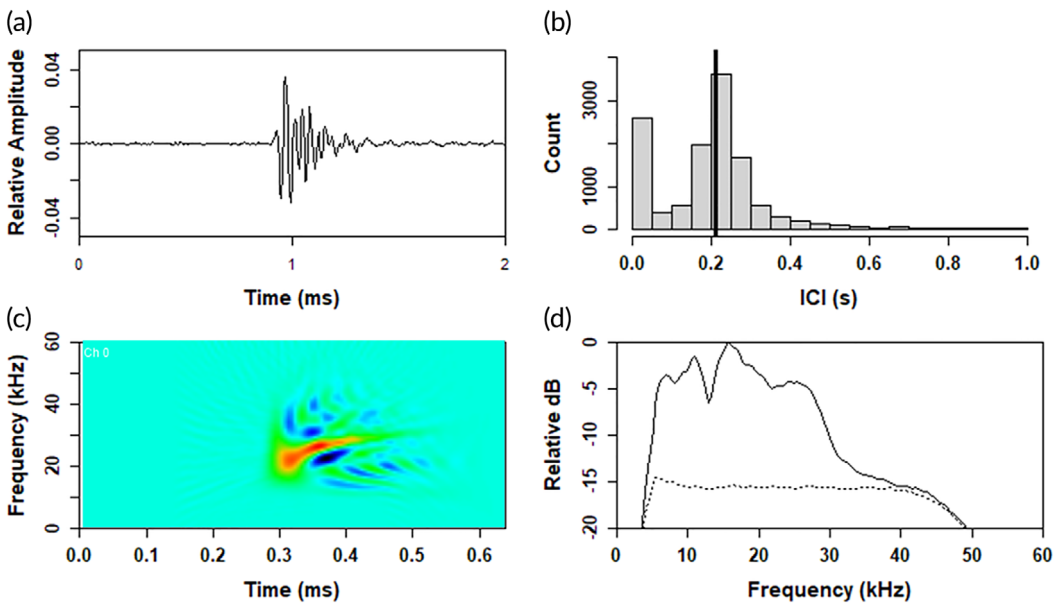 (a)
Relative Amplitude
0.04
0.00
-0.04
0 1 2
Time (ms)
(b)
Count
3000
1000
0
0.0 0.2 0.4 0.6 0.8 1.0
ICI (s)
(c)
Frequency (kHz)
60
40
20
0
Ch 0
0.0 0.1 0.2 0.3 0.4 0.5 0.6
Time (ms)
(d)
Relative dB
0
-5
-10
-15
-20
0 10 20 30 40 50 60
Frequency (kHz)